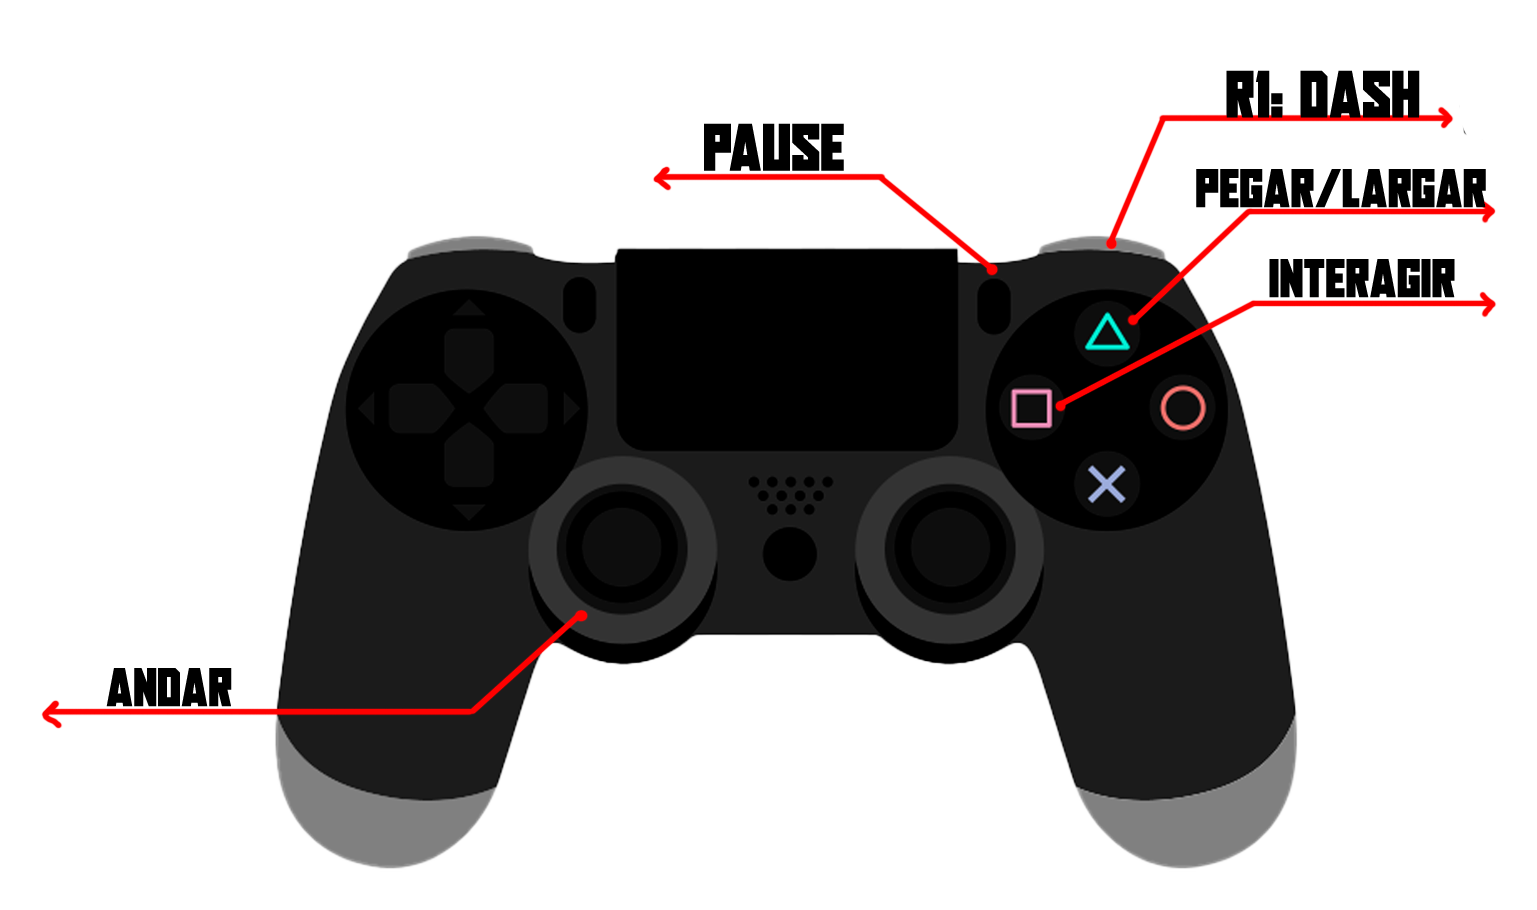 R1: DASH
PAUSE
PEGAR/LARGAR
INTERAGIR
ANDAR